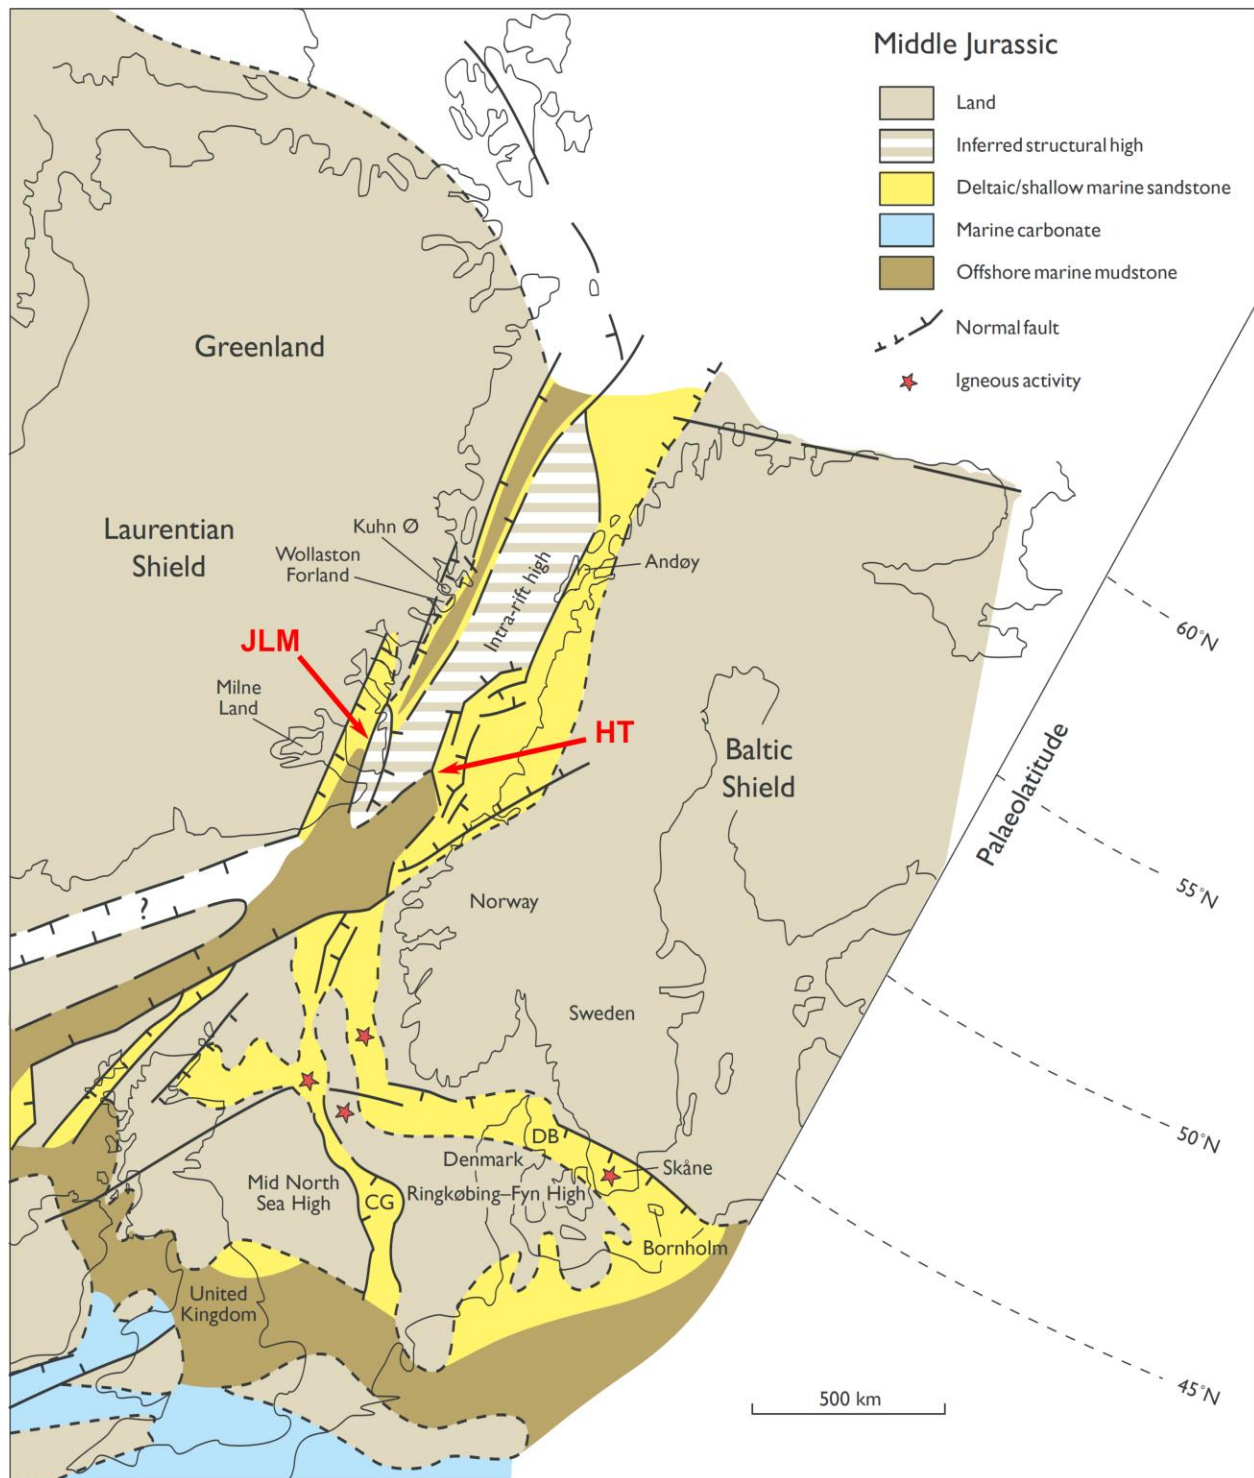 Middle Jurassic
Land
Inferred structural high
Deltaic/shallow marine sandstone
Marine carbonate
Offshore marine mudstone
Normal fault
Igneous activity
Greenland
Laurentian
Shield
Kuhn Ø
Wollaston
Forland
Andøy
Intra-rift high
60°N
JLM
Milne
Land
HT
Baltic
Shield
Palaeolatitude
55°N
?
Norway
Sweden
50°N
DB
Denmark
Skåne
Mid North
Sea High
CG
Ringkøbing–Fyn High
Bornholm
United
Kingdom
500 km
45°N